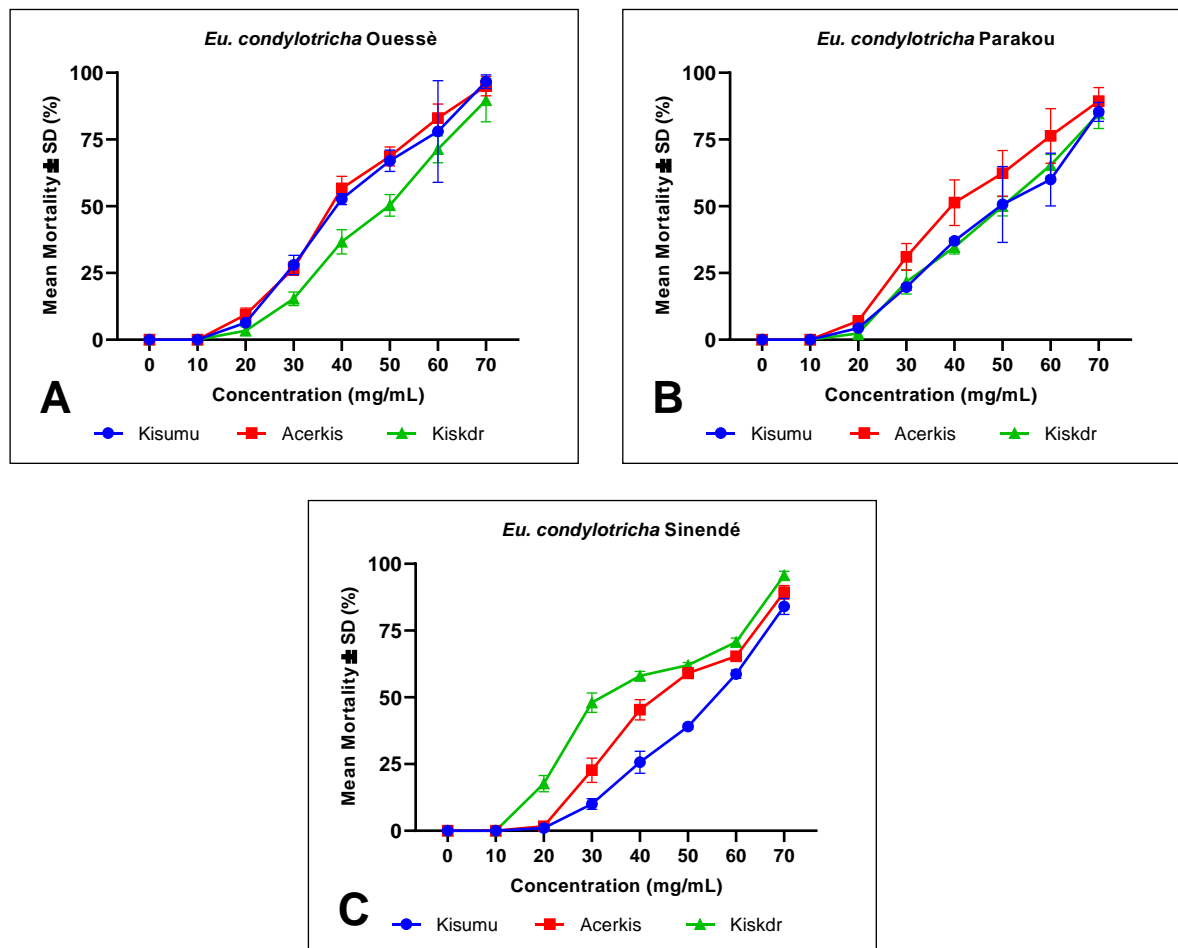 Eu. condylotricha Ouessè
Mean Mortality ± SD (%)
100
75
50
25
0
0 10 20 30 40 50 60 70
Concentration (mg/mL)
A
Kisumu Acerkis Kiskdr
Eu. condylotricha Parakou
Mean Mortality ± SD (%)
100
75
50
25
0
0 10 20 30 40 50 60 70
Concentration (mg/mL)
B
Kisumu Acerkis Kiskdr
Eu. condylotricha Sinendé
Mean Mortality ± SD (%)
100
75
50
25
0
0 10 20 30 40 50 60 70
Concentration (mg/mL)
C
Kisumu Acerkis Kiskdr